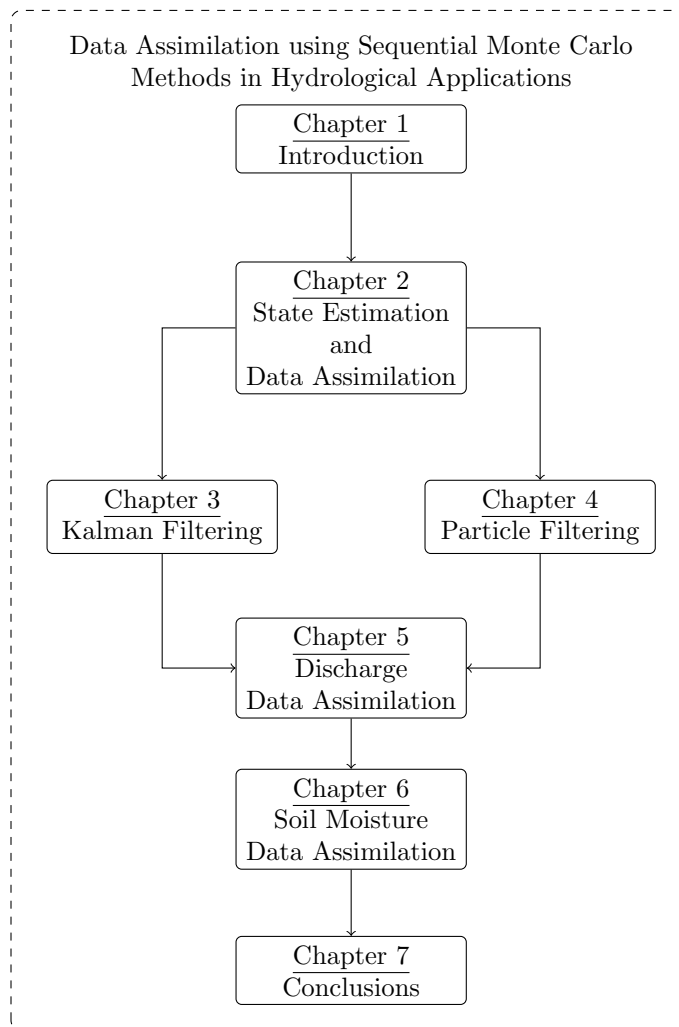 Data Assimilation using Sequential Monte Carlo
Methods in Hydrological Applications
Chapter 1
Introduction
Chapter 2
State Estimation
and
Data Assimilation
Chapter 3
Kalman Filtering
Chapter 4
Particle Filtering
Chapter 5
Discharge
Data Assimilation
Chapter 6
Soil Moisture
Data Assimilation
Chapter 7
Conclusions